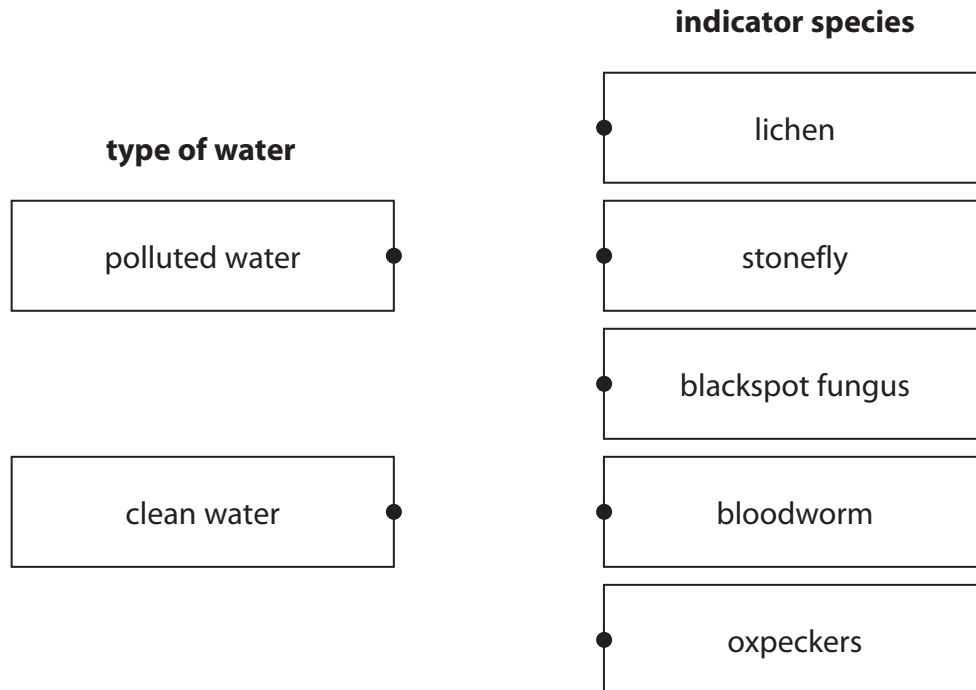 indicator species
lichen
type of water
polluted water
stonefly
blackspot fungus
clean water
bloodworm
oxpeckers